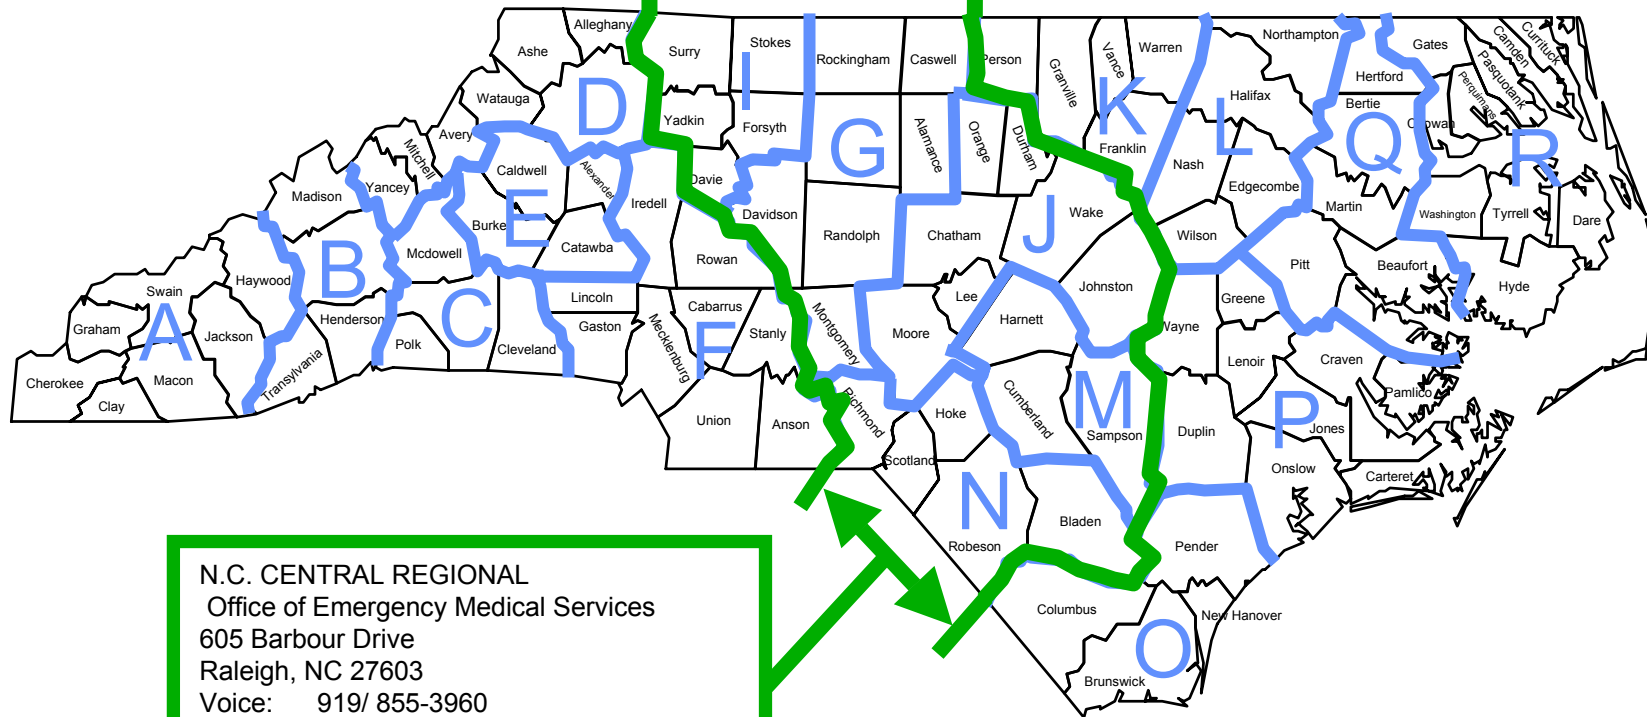 Alleghany
Ashe
Surry
Stokes
Rockingham
Caswell
Person
Granville
Vance
Warren
Northampton
Gates
Camden
Currituck
Pasquotank
Perquimans
Hertford
Halifax
Bertie
Chowan
Watauga
Avery
Mitchell
Yadkin
Forsyth
Alamance
Orange
Durham
Franklin
Nash
Edgecombe
Martin
Washington
Tyrrell
Dare
D
I
G
K
L
Q
R
Madison
Yancey
Caldwell
Alexander
Iredell
Davie
Davidson
Randolph
Chatham
Wake
Wilson
Pitt
Beaufort
Hyde
Burke
E
Catawba
Rowan
J
Haywood
B
Mcdowell
Swain
Graham
A
Jackson
Henderson
C
Polk
Cleveland
Lincoln
Gaston
Mecklenburg
Cabarrus
F
Stanly
Montgomery
Moore
Lee
Harnett
Johnston
Wayne
Greene
Lenoir
Craven
Pamlico
Cherokee
Clay
Macon
Transylvania
Union
Anson
Richmond
Scotland
Hoke
Cumberland
M
Sampson
Duplin
P
Jones
Onslow
Carteret
N
Robeson
Bladen
Pender
Columbus
New Hanover
O
Brunswick
N.C. CENTRAL REGIONAL
Office of Emergency Medical Services
605 Barbour Drive
Raleigh, NC 27603
Voice: 919/ 855-3960